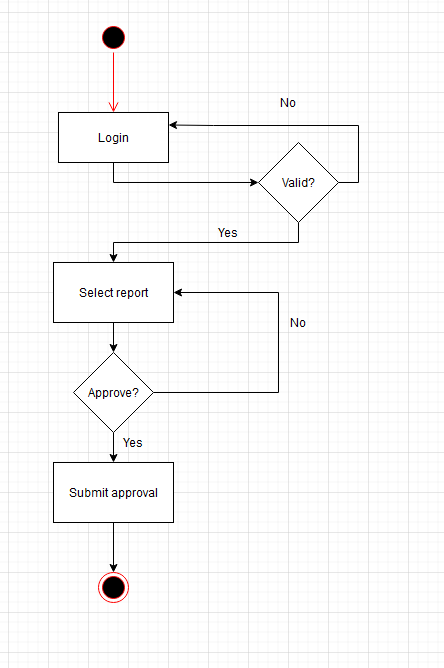 No
Login
Valid?
Yes
Select report
No
Approve?
Yes
Submit approval